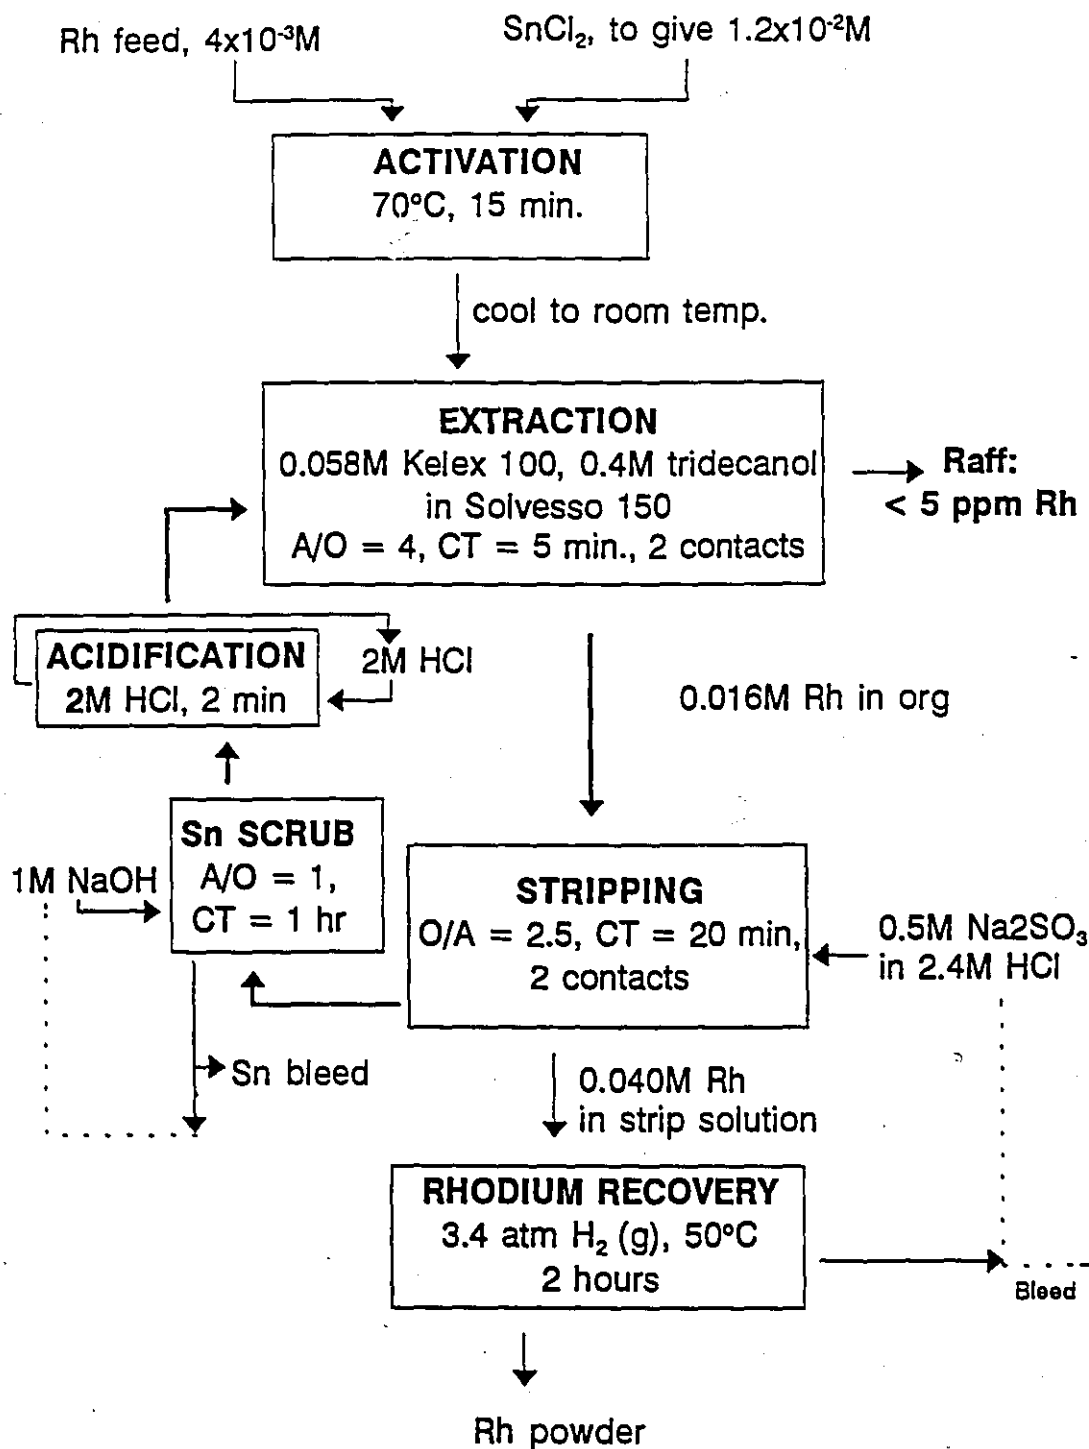 Rh feed, 4x10⁻³M
SnCl₂, to give 1.2x10⁻²M
ACTIVATION
70°C, 15 min.
cool to room temp.
EXTRACTION
0.058M Kelex 100, 0.4M tridecanol
in Solvesso 150
A/O = 4, CT = 5 min., 2 contacts
Raff:
< 5 ppm Rh
ACIDIFICATION
2M HCl, 2 min
2M HCl
0.016M Rh in org
Sn SCRUB
A/O = 1,
CT = 1 hr
1M NaOH
STRIPPING
O/A = 2.5, CT = 20 min,
2 contacts
0.5M Na2SO₃
in 2.4M HCl
Sn bleed
0.040M Rh
in strip solution
RHODIUM RECOVERY
3.4 atm H₂ (g), 50°C
2 hours
Bleed
Rh powder